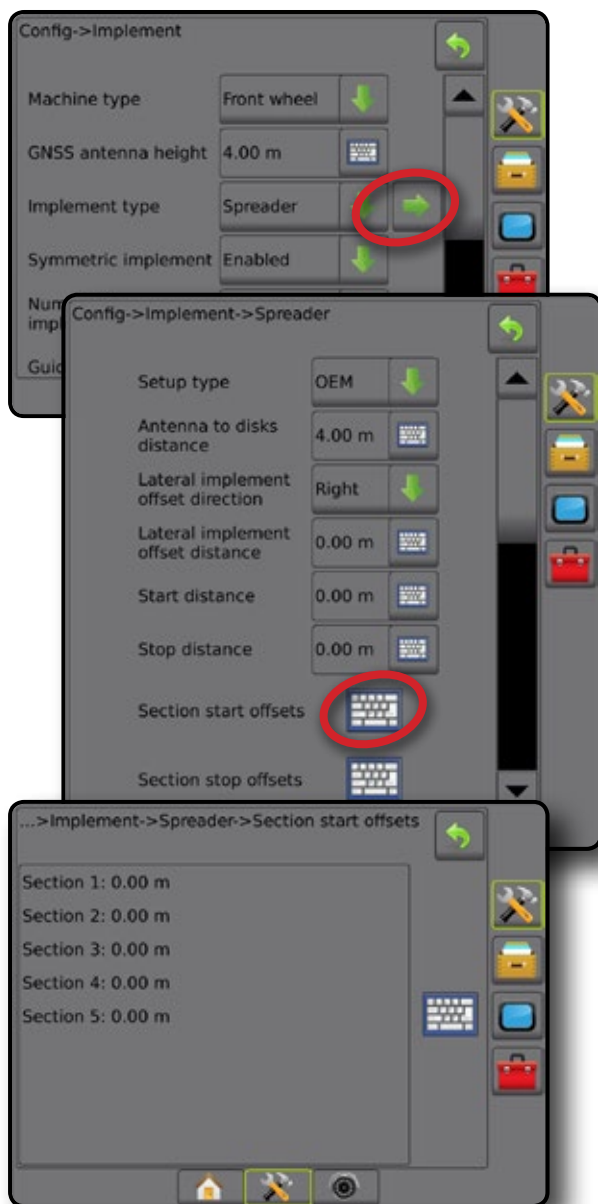 Config->Implement
Machine type
Front wheel
GNSS antenna height
4.00 m
Implement type
Spreader
Symmetric implement
Enabled
Num
imp
Guid
Config->Implement->Spreader
Setup type
OEM
Antenna to disks
distance
4.00 m
Lateral implement
offset direction
Right
Lateral implement
offset distance
0.00 m
Start distance
0.00 m
Stop distance
0.00 m
Section start offsets
Section stop offsets
...>Implement->Spreader->Section start offsets
Section 1: 0.00 m
Section 2: 0.00 m
Section 3: 0.00 m
Section 4: 0.00 m
Section 5: 0.00 m